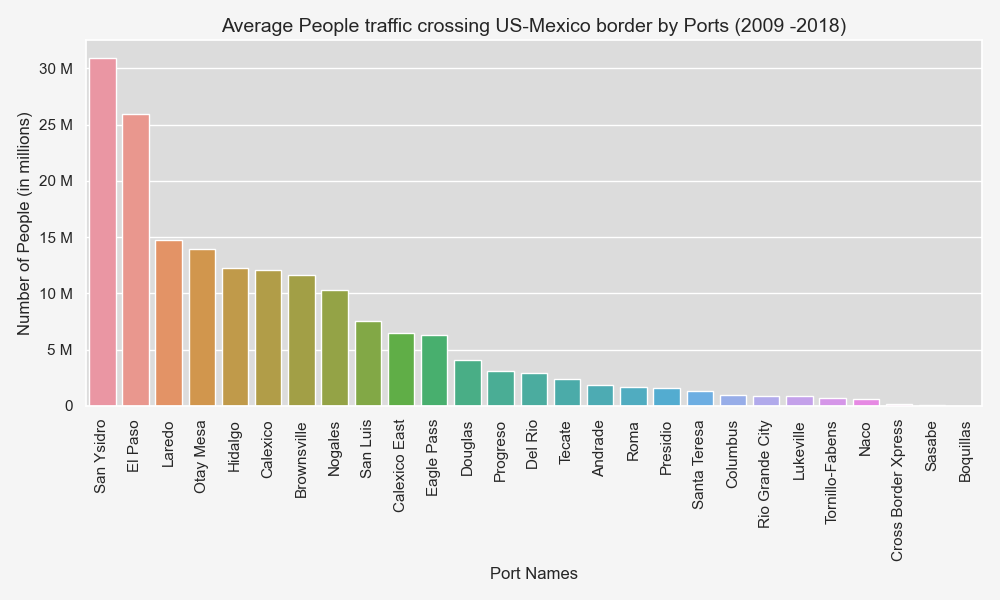 Average People traffic crossing US-Mexico border by Ports (2009 -2018)
Number of People (in millions)
30 M
25 M
20 M
15 M
10 M
5 M
0
San Ysidro
El Paso
Laredo
Otay Mesa
Hidalgo
Calexico
Brownsville
Nogales
San Luis
Calexico East
Eagle Pass
Douglas
Progreso
Del Rio
Tecate
Andrade
Roma
Presidio
Santa Teresa
Columbus
Rio Grande City
Lukeville
Tornillo-Fabens
Naco
Cross Border Xpress
Sasabe
Boquillas
Port Names